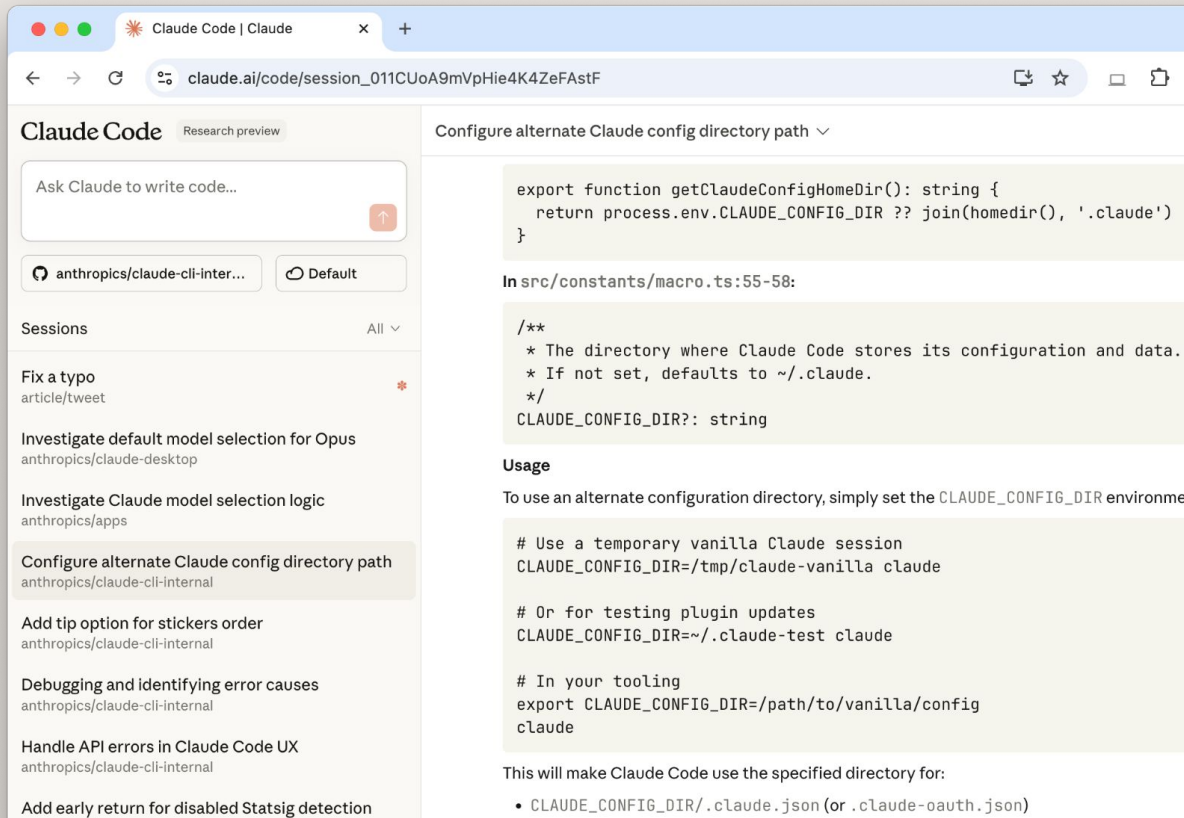 Claude Code | Claude
claude.ai/code/session_011CUoA9mVpHie4K4ZeFAstF
Claude Code Research preview
Ask Claude to write code...
anthropics/claude-cli-inter... Default
Sessions All
Fix a typo
article/tweet
Investigate default model selection for Opus
anthropics/claude-desktop
Investigate Claude model selection logic
anthropics/apps
Configure alternate Claude config directory path
anthropics/claude-cli-internal
Add tip option for stickers order
anthropics/claude-cli-internal
Debugging and identifying error causes
anthropics/claude-cli-internal
Handle API errors in Claude Code UX
anthropics/claude-cli-internal
Add early return for disabled Statsig detection
Configure alternate Claude config directory path
export function getClaudeConfigHomeDir(): string {
  return process.env.CLAUDE_CONFIG_DIR ?? join(homedir(), '.claude')
}
In src/constants/macro.ts:55-58:
/**
 * The directory where Claude Code stores its configuration and data.
 * If not set, defaults to ~/.claude.
 */
CLAUDE_CONFIG_DIR?: string
Usage
To use an alternate configuration directory, simply set the CLAUDE_CONFIG_DIR environme
# Use a temporary vanilla Claude session
CLAUDE_CONFIG_DIR=/tmp/claude-vanilla claude
# Or for testing plugin updates
CLAUDE_CONFIG_DIR=~/.claude-test claude
# In your tooling
export CLAUDE_CONFIG_DIR=/path/to/vanilla/config
claude
This will make Claude Code use the specified directory for:
• CLAUDE_CONFIG_DIR/.claude.json (or .claude-oauth.json)